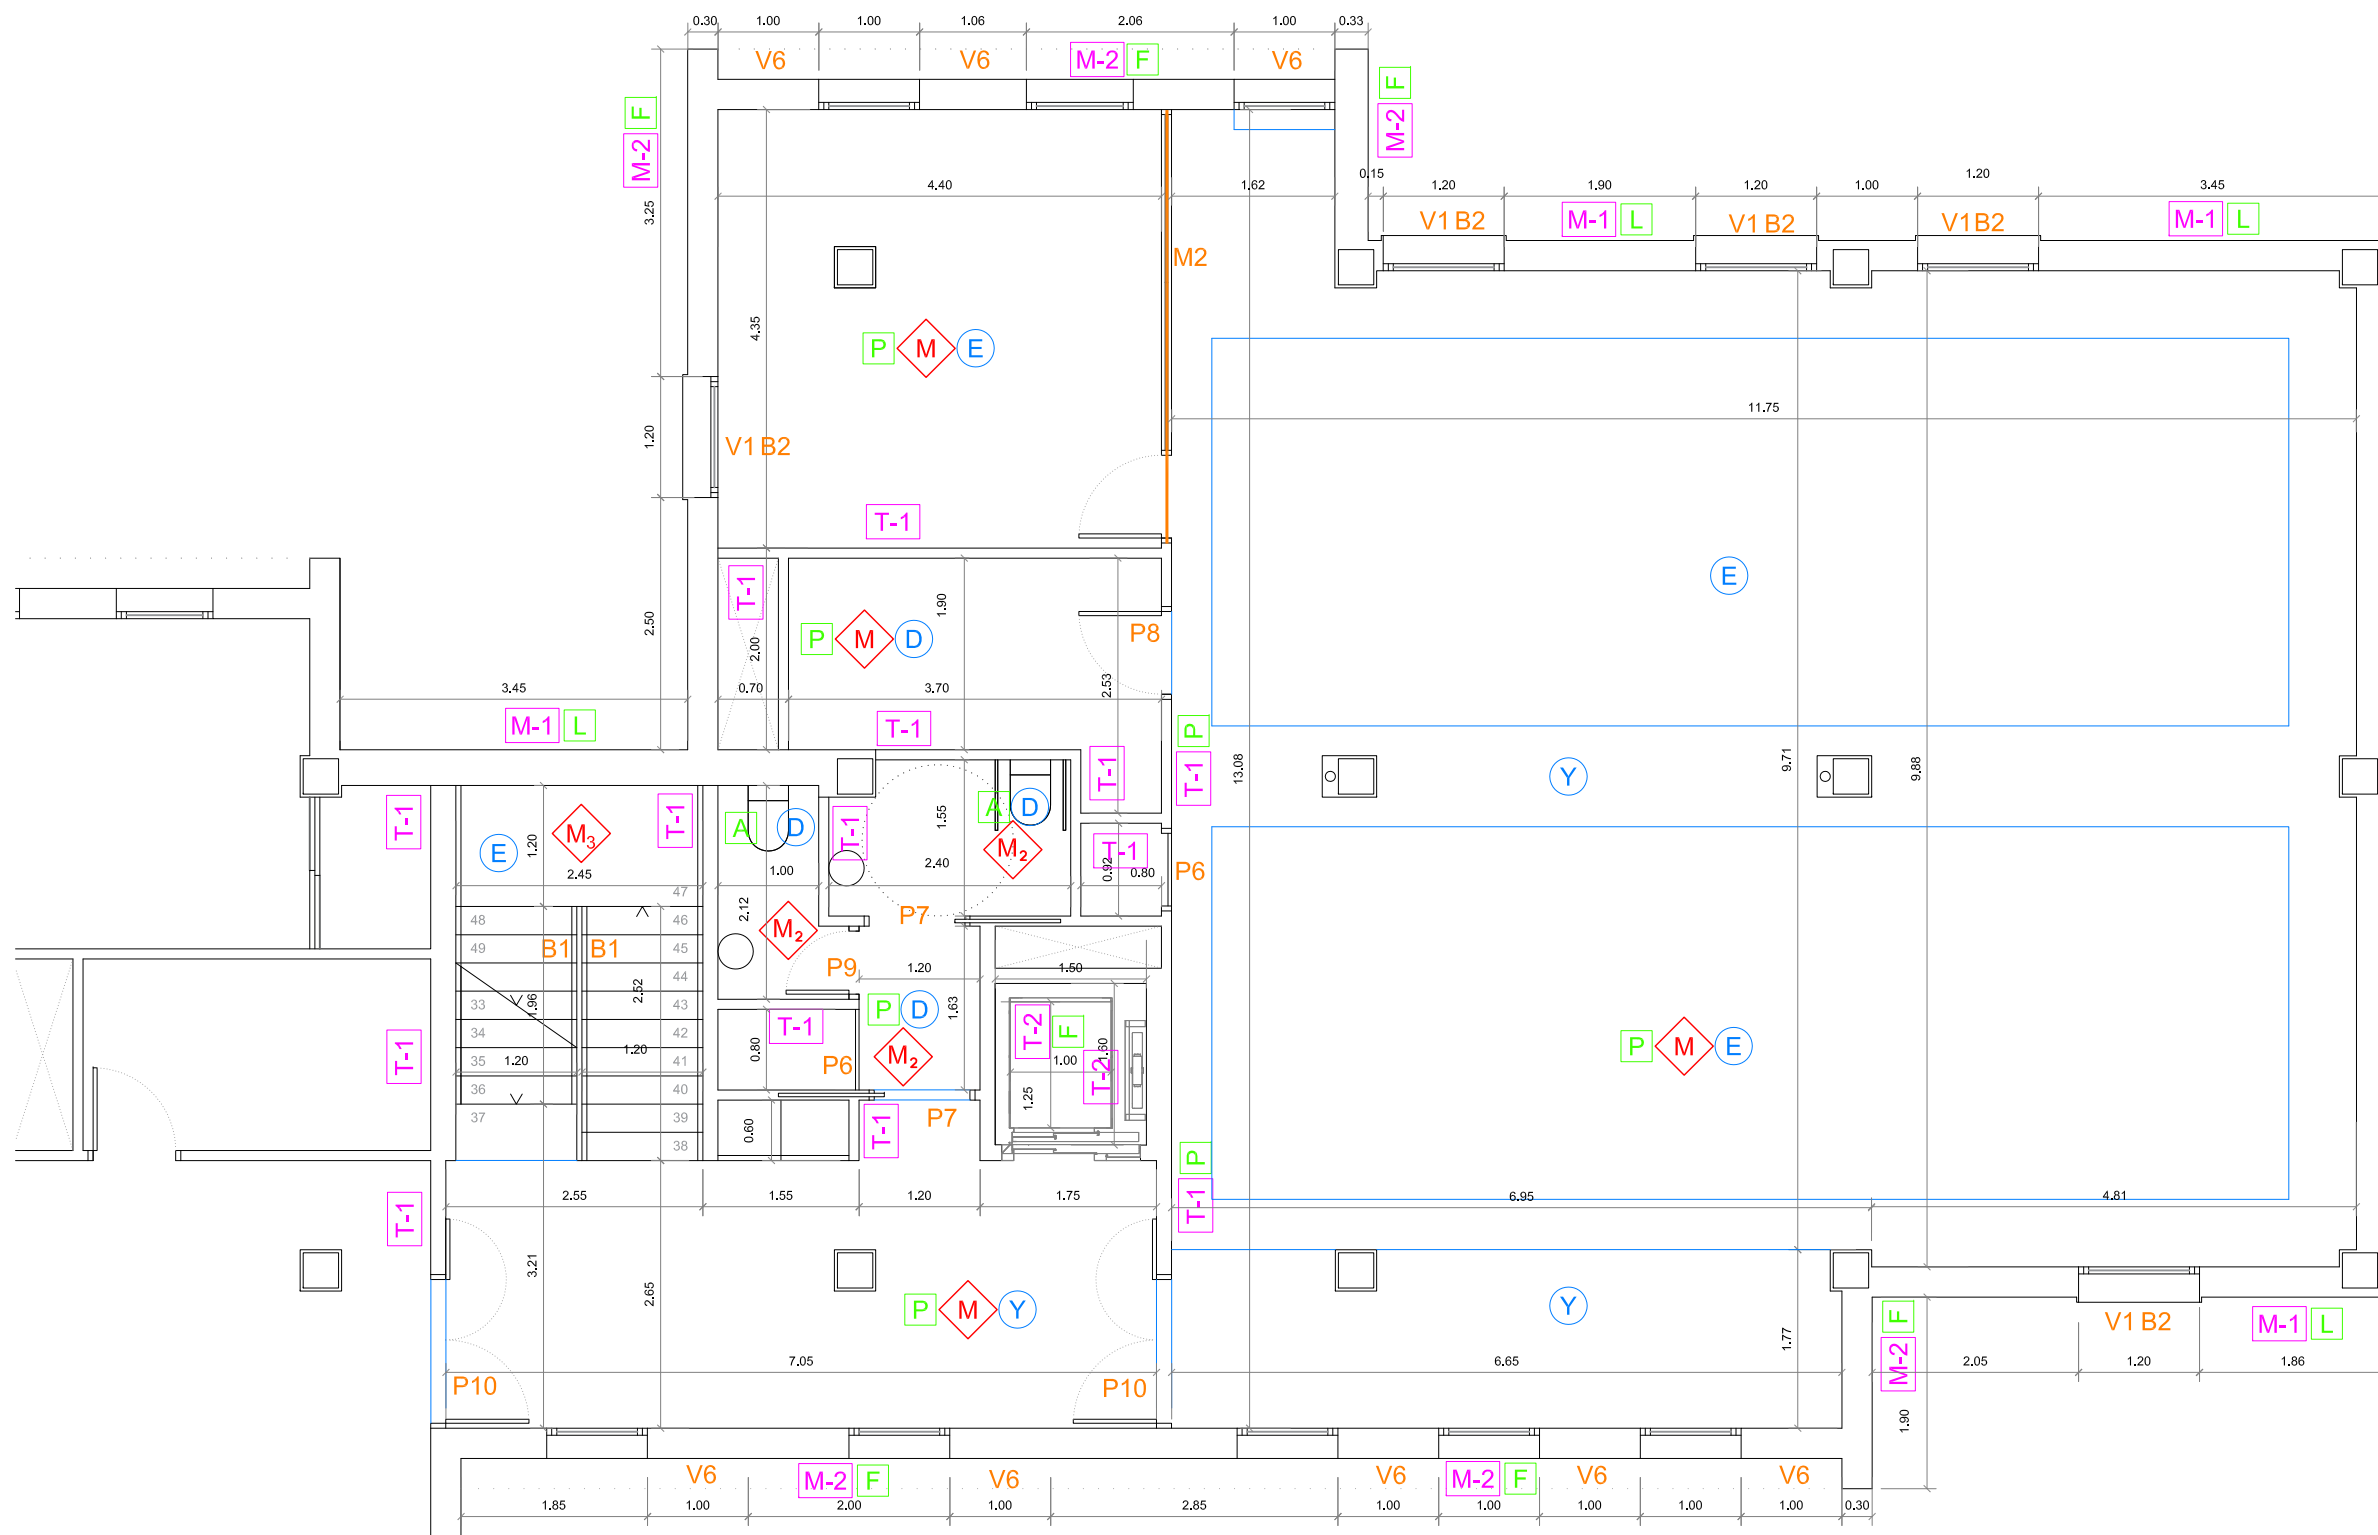 0.30 1.00 1.00 1.06 2.06 1.00 0.33
V6 V6 M-2 F V6
M-2 F
M-2 F
0.15 1.20 1.90 1.20 1.00 1.20 3.45
4.40 1.62
3.25
V1 B2 M-1 L V1 B2 V1 B2 M-1 L
M2
4.35
P M E
11.75
1.20
V1 B2
T-1
E
T-1
1.90
2.50
2.00
P M D
P8
3.45 0.70 3.70
2.53
M-1 L
T-1
T-1
T-1 P
13.08
9.71
9.88
Y
T-1
T-1
T-1
A D
A D
E M3
1.20
1.55
M2
T-1
2.45 1.00 2.40
0.92
0.80
P6
47
48 46
49 45
44
33 43
34 42
35 41
36 40
37 39
38
B1 B1
2.12
M2
P7
P9
1.20 1.50
1.96
2.52
1.63
P D
T-1
T-2 F
P M E
T-1
1.20 1.20
0.80
P6
M2
1.00
1.60
T-2
1.25
0.60
P7
T-1
T-1 P
T-1
2.55 1.55 1.20 1.75
6.95 4.81
3.21
2.65
P M Y
Y
1.77
M-2 F
V1 B2 M-1 L
7.05 6.65 2.05 1.20 1.86
P10 P10
1.90
V6 M-2 F V6 V6 M-2 F V6 V6
1.85 1.00 2.00 1.00 2.85 1.00 1.00 1.00 1.00 1.00 0.30